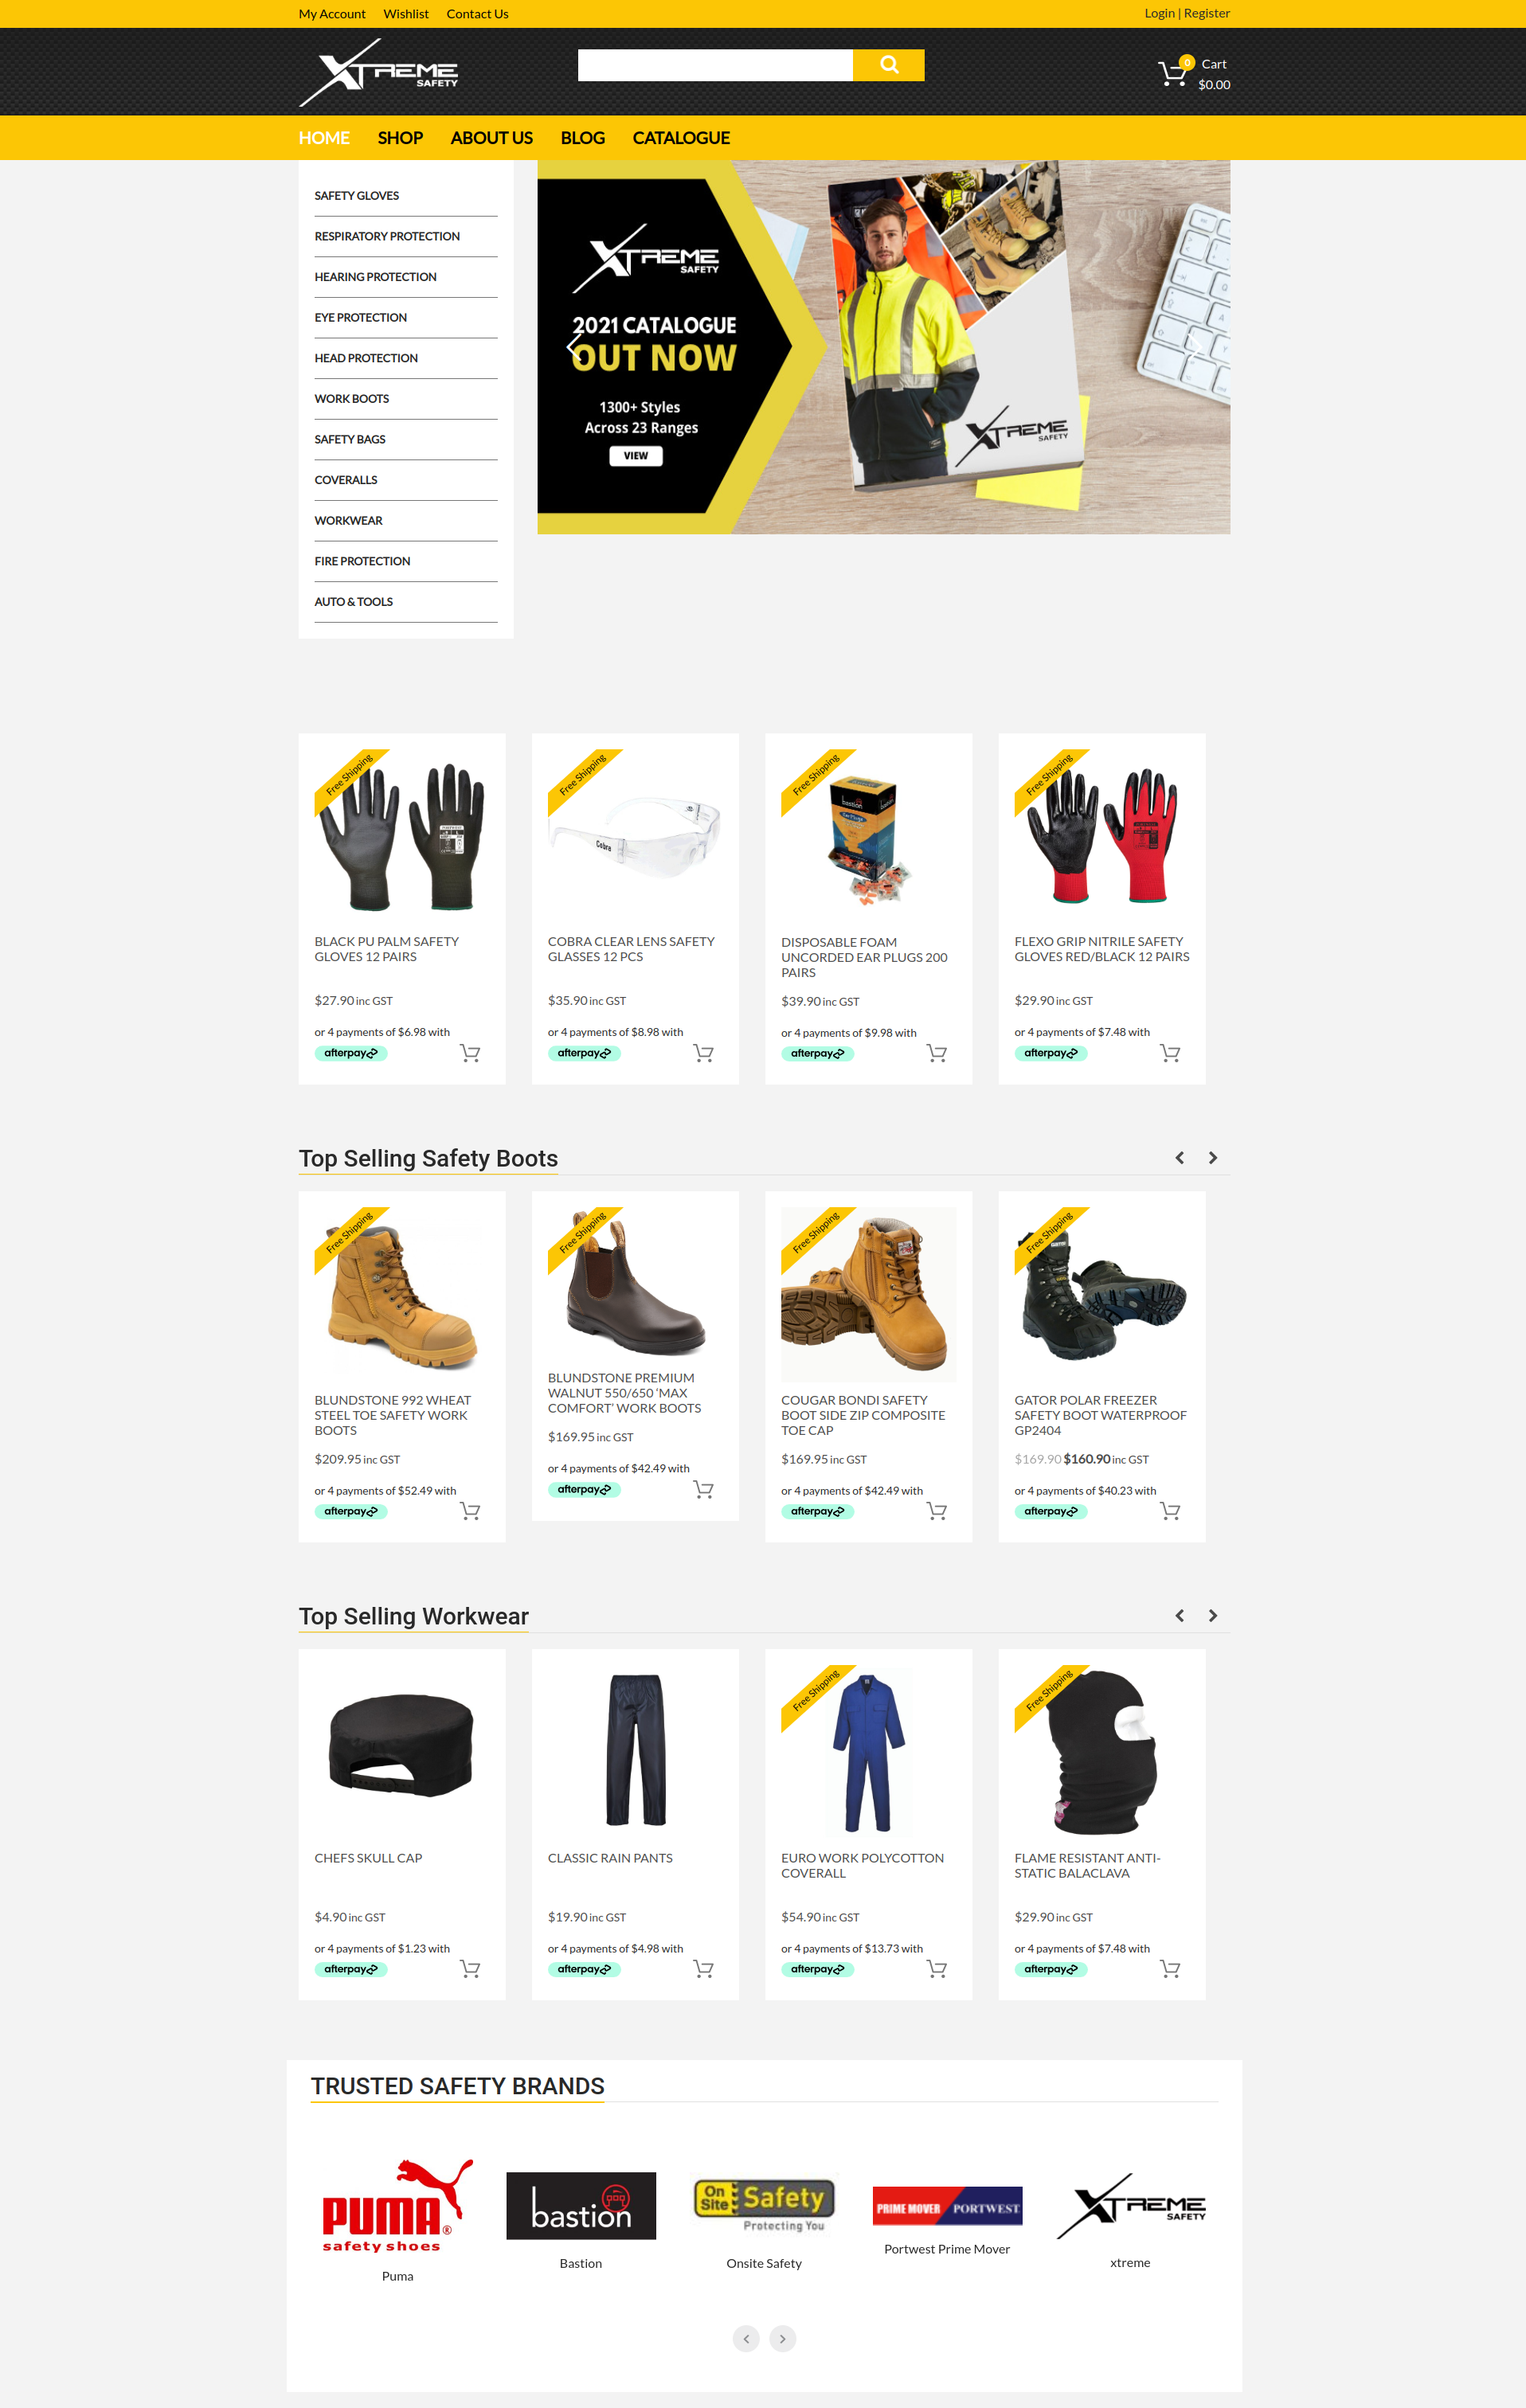 My Account Wishlist Contact Us
Login | Register
XTREME
SAFETY
0
Cart
$0.00
HOME SHOP ABOUT US BLOG CATALOGUE
SAFETY GLOVES
RESPIRATORY PROTECTION
HEARING PROTECTION
EYE PROTECTION
HEAD PROTECTION
WORK BOOTS
SAFETY BAGS
COVERALLS
WORKWEAR
FIRE PROTECTION
AUTO & TOOLS
XTREME
SAFETY
2021 CATALOGUE
OUT NOW
1300+ Styles
Across 23 Ranges
VIEW
XTREME
SAFETY
Free Shipping
BLACK PU PALM SAFETY
GLOVES 12 PAIRS
$27.90 inc GST
or 4 payments of $6.98 with
afterpay
Free Shipping
Cobra
COBRA CLEAR LENS SAFETY
GLASSES 12 PCS
$35.90 inc GST
or 4 payments of $8.98 with
afterpay
Free Shipping
bastion
DISPOSABLE FOAM
UNCORDED EAR PLUGS 200
PAIRS
$39.90 inc GST
or 4 payments of $9.98 with
afterpay
Free Shipping
FLEXO GRIP NITRILE SAFETY
GLOVES RED/BLACK 12 PAIRS
$29.90 inc GST
or 4 payments of $7.48 with
afterpay
Top Selling Safety Boots
Free Shipping
BLUNDSTONE 992 WHEAT
STEEL TOE SAFETY WORK
BOOTS
$209.95 inc GST
or 4 payments of $52.49 with
afterpay
Free Shipping
BLUNDSTONE PREMIUM
WALNUT 550/650 ‘MAX
COMFORT’ WORK BOOTS
$169.95 inc GST
or 4 payments of $42.49 with
afterpay
Free Shipping
COUGAR BONDI SAFETY
BOOT SIDE ZIP COMPOSITE
TOE CAP
$169.95 inc GST
or 4 payments of $42.49 with
afterpay
Free Shipping
GATOR POLAR FREEZER
SAFETY BOOT WATERPROOF
GP2404
$169.90 $160.90 inc GST
or 4 payments of $40.23 with
afterpay
Top Selling Workwear
CHEFS SKULL CAP
$4.90 inc GST
or 4 payments of $1.23 with
afterpay
CLASSIC RAIN PANTS
$19.90 inc GST
or 4 payments of $4.98 with
afterpay
Free Shipping
EURO WORK POLYCOTTON
COVERALL
$54.90 inc GST
or 4 payments of $13.73 with
afterpay
Free Shipping
FLAME RESISTANT ANTI-
STATIC BALACLAVA
$29.90 inc GST
or 4 payments of $7.48 with
afterpay
TRUSTED SAFETY BRANDS
PUMA®
safety shoes
Puma
bastion
Bastion
On Site Safety
Protecting You
Onsite Safety
PRIME MOVER PORTWEST
Portwest Prime Mover
XTREME
SAFETY
xtreme